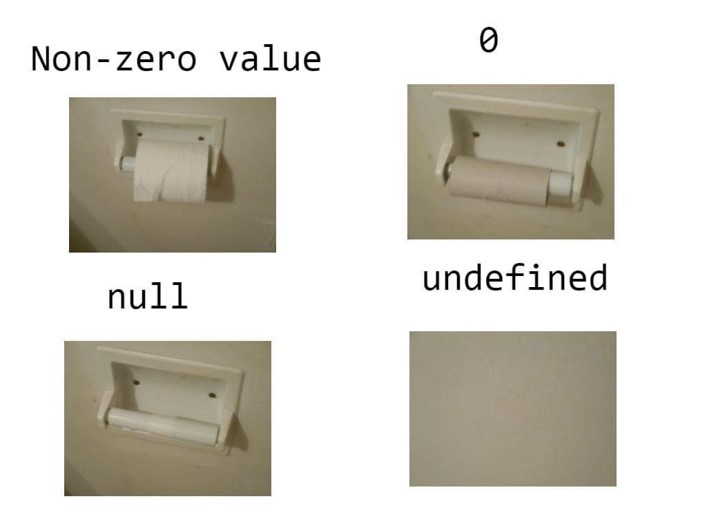 Non-zero value
0
null
undefined